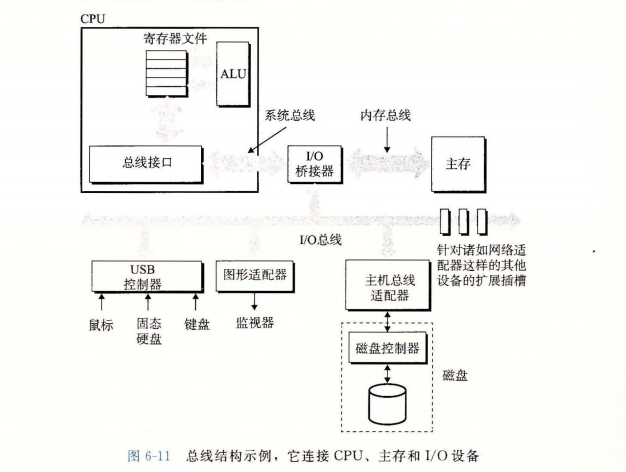 CPU
寄存器文件
ALU
系统总线
内存总线
总线接口
I/O
桥接器
主存
I/O总线
针对诸如网络适
配器这样的其他
设备的扩展插槽
USB
控制器
图形适配器
主机总线
适配器
鼠标
固态
硬盘
键盘
监视器
磁盘控制器
磁盘
图 6-11 总线结构示例，它连接 CPU、主存和 I/O 设备